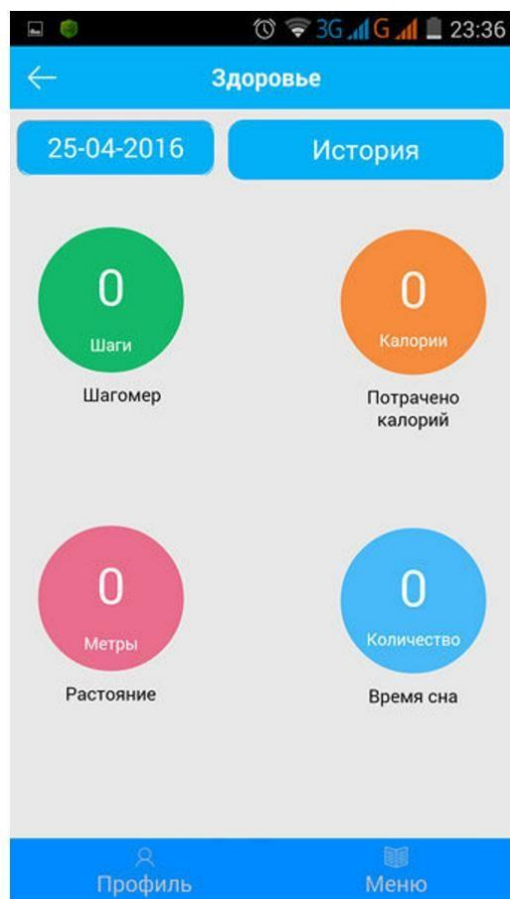 3G G 23:36
Здоровье
25-04-2016 История
0 0
Шаги Калории
Шагомер Потрачено
калорий
0 0
Метры Количество
Растояние Время сна
Профиль Меню